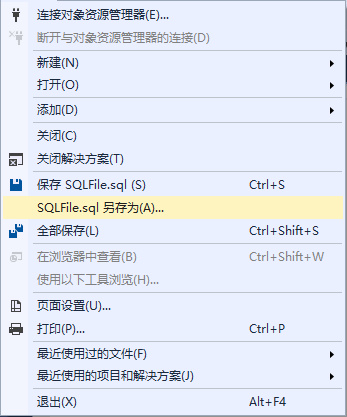 连接对象资源管理器(E)...
断开与对象资源管理器的连接(D)
新建(N)
打开(O)
添加(D)
关闭(C)
关闭解决方案(T)
保存 SQLFile.sql (S) Ctrl+S
SQLFile.sql 另存为(A)...
全部保存(L) Ctrl+Shift+S
在浏览器中查看(B) Ctrl+Shift+W
使用以下工具浏览(H)...
页面设置(U)...
打印(P)... Ctrl+P
最近使用过的文件(F)
最近使用的项目和解决方案(J)
退出(X) Alt+F4